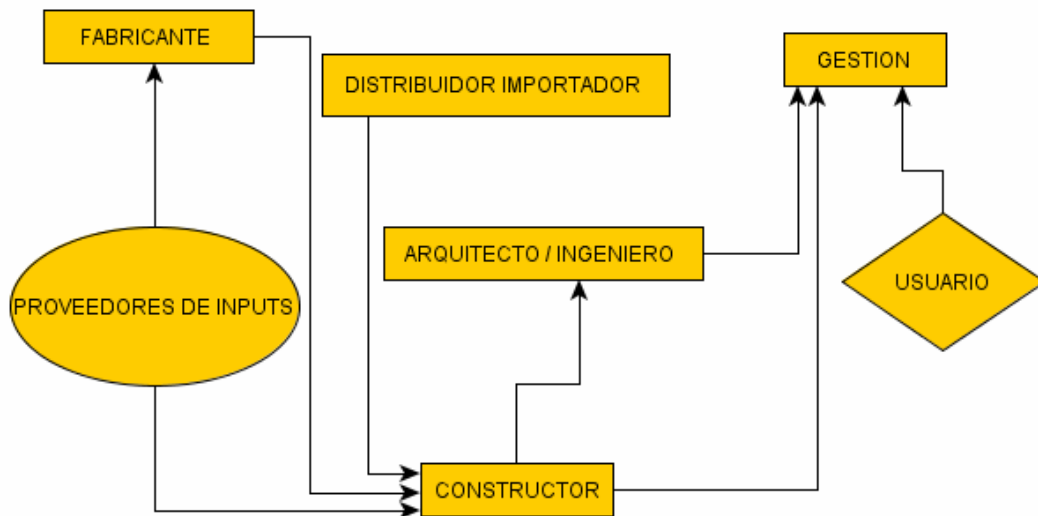 FABRICANTE
DISTRIBUIDOR IMPORTADOR
GESTION
ARQUITECTO / INGENIERO
PROVEEDORES DE INPUTS
USUARIO
CONSTRUCTOR